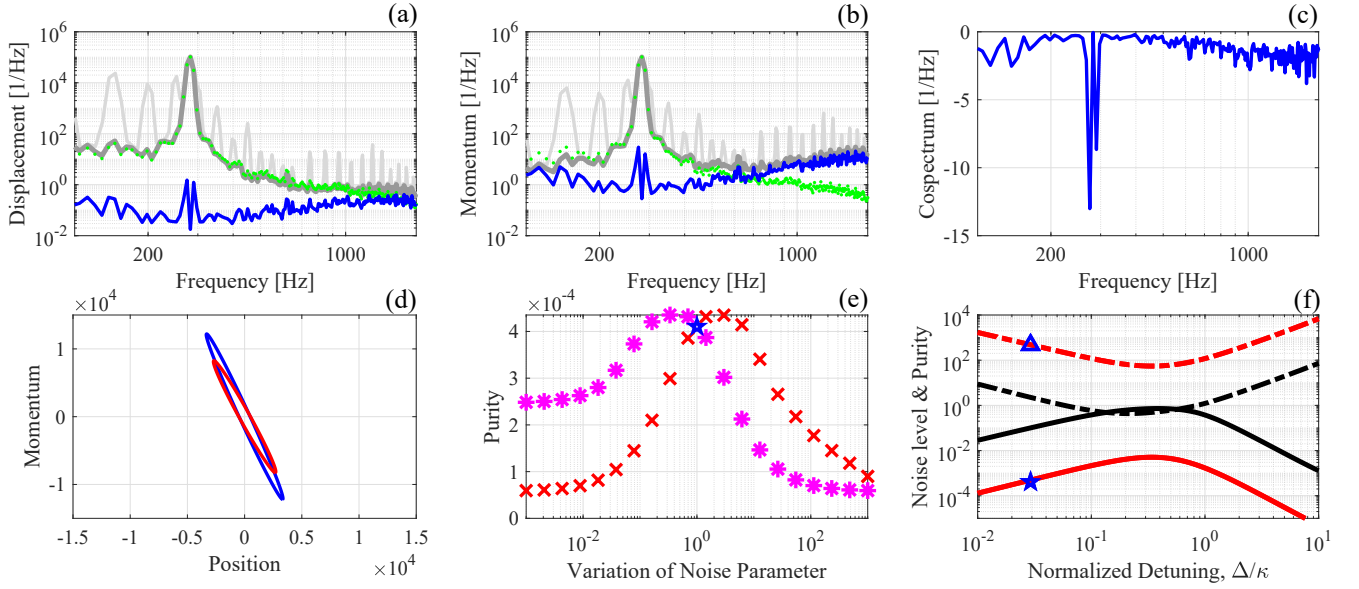 (a)
10^6
10^4
10^2
10^0
10^-2
Displacement [1/Hz]
200
1000
Frequency [Hz]
(b)
10^6
10^4
10^2
10^0
10^-2
Momentum [1/Hz]
200
1000
Frequency [Hz]
(c)
0
-5
-10
-15
Cospectrum [1/Hz]
200
1000
Frequency [Hz]
(d)
×10^4
1
0
-1
Momentum
-1.5
-1
-0.5
0
0.5
1
1.5
Position
×10^4
(e)
×10^-4
4
3
2
1
0
Purity
10^-2
10^0
10^2
Variation of Noise Parameter
(f)
10^4
10^2
10^0
10^-2
10^-4
Noise level & Purity
10^-2
10^-1
10^0
10^1
Normalized Detuning, Δ/κ